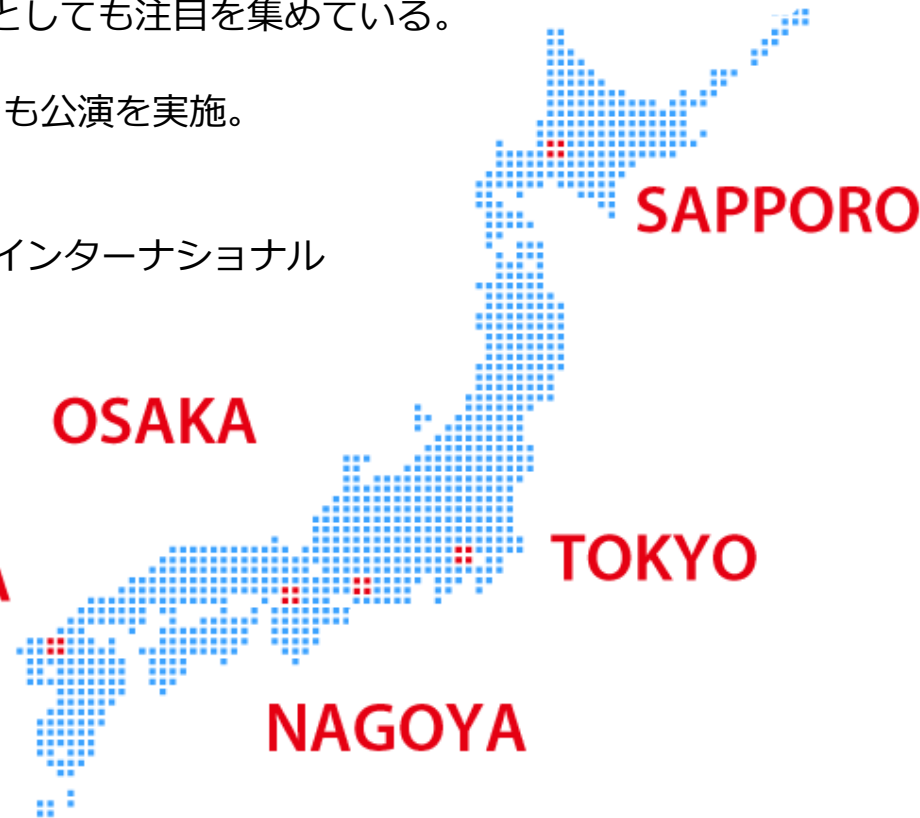 としても注目を集めている。
も公演を実施。
SAPPORO
インターナショナル
OSAKA
TOKYO
A
NAGOYA